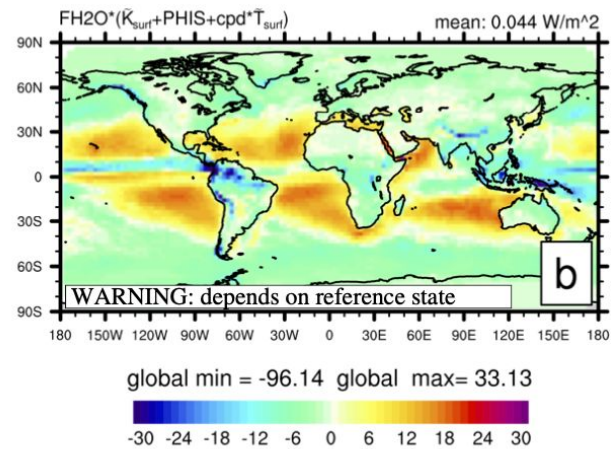 FH2O*(K̃surf+PHIS+cpd*T̃surf) mean: 0.044 W/m^2
90N
60N
30N
0
30S
60S
90S
b
WARNING: depends on reference state
180 150W 120W 90W 60W 30W 0 30E 60E 90E 120E 150E 180
global min = -96.14 global max= 33.13
-30 -24 -18 -12 -6 0 6 12 18 24 30